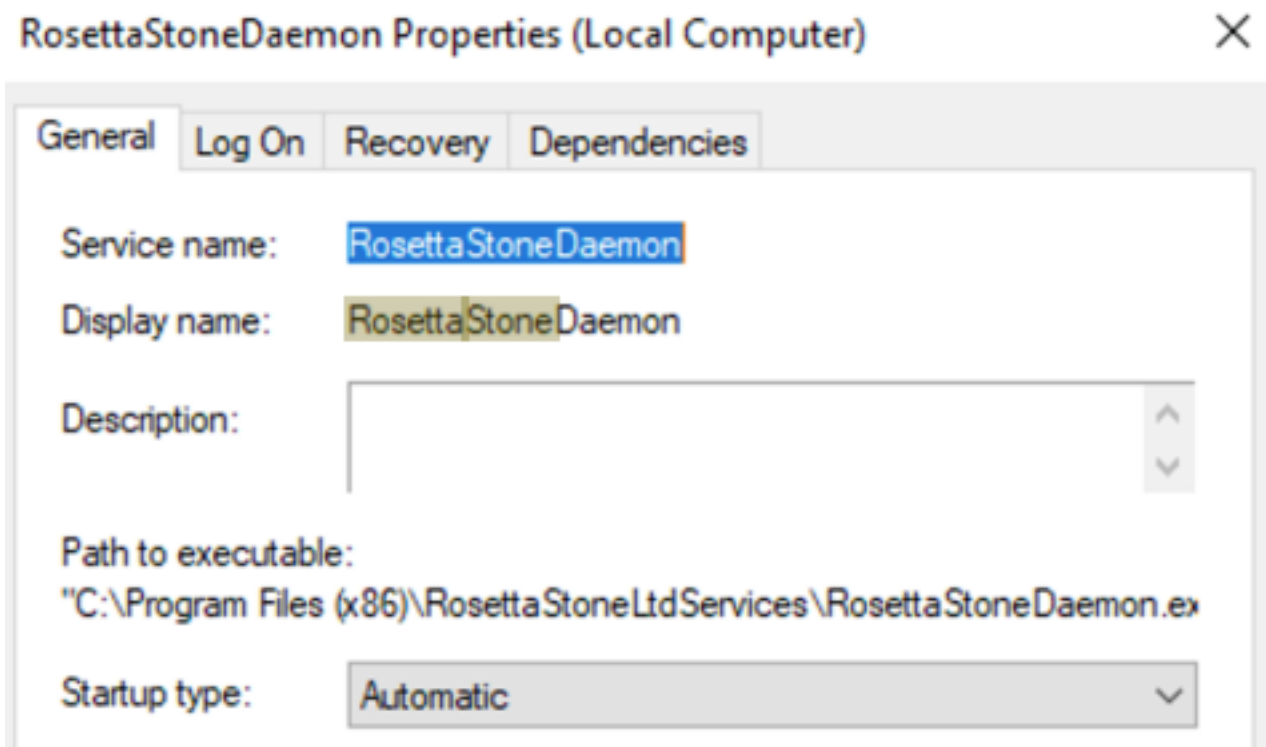 RosettaStoneDaemon Properties (Local Computer)
General Log On Recovery Dependencies
Service name: RosettaStoneDaemon
Display name: RosettaStoneDaemon
Description:
Path to executable:
"C:\Program Files (x86)\RosettaStoneLtdServices\RosettaStoneDaemon.ex
Startup type: Automatic